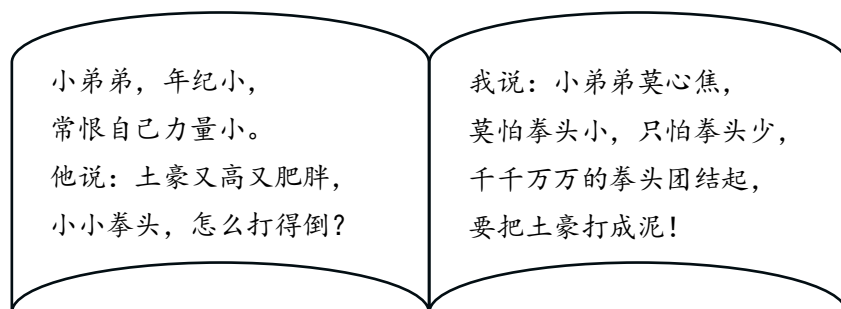 小弟弟，年纪小，
常恨自己力量小。
他说：土豪又高又肥胖，
小小拳头，怎么打得倒？
我说：小弟弟莫心焦，
莫怕拳头小，只怕拳头少，
千千万万的拳头团结起，
要把土豪打成泥！